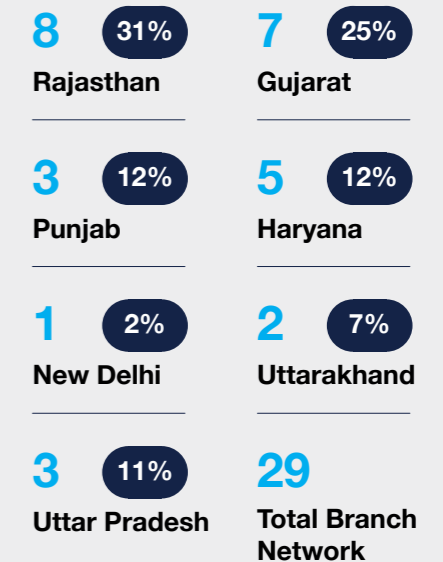 8 31%
Rajasthan
7 25%
Gujarat
3 12%
Punjab
5 12%
Haryana
1 2%
New Delhi
2 7%
Uttarakhand
3 11%
Uttar Pradesh
29
Total Branch
Network